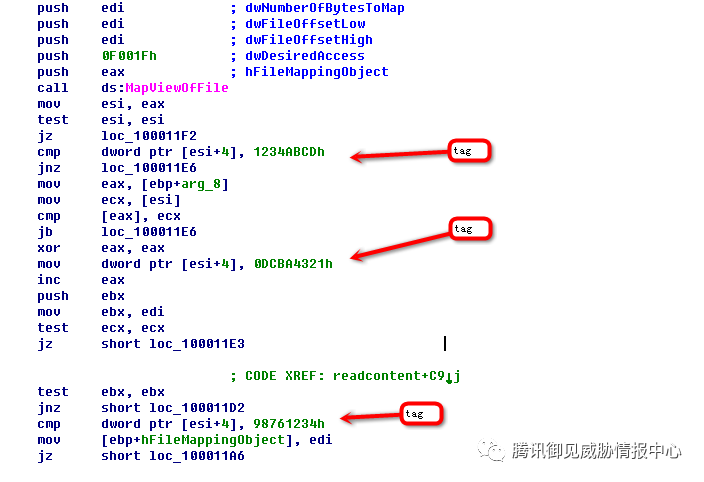 push edi ; dwNumberOfBytesToMap
push edi ; dwFileOffsetLow
push edi ; dwFileOffsetHigh
push 0F001Fh ; dwDesiredAccess
push eax ; hFileMappingObject
call ds:MapViewOfFile
mov esi, eax
test esi, esi
jz loc_100011F2
cmp dword ptr [esi+4], 1234ABCDh tag
jnz loc_100011E6
mov eax, [ebp+arg_8]
mov ecx, [esi]
cmp [eax], ecx
jb loc_100011E6 tag
xor eax, eax
mov dword ptr [esi+4], 0DCBA4321h
inc eax
push ebx
mov ebx, edi
test ecx, ecx
jz short loc_100011E3
; CODE XREF: readcontent+C9↓j
test ebx, ebx
jnz short loc_100011D2 tag
cmp dword ptr [esi+4], 98761234h
mov [ebp+hFileMappingObject], edi
jz short loc_100011A6
腾讯御见威胁情报中心